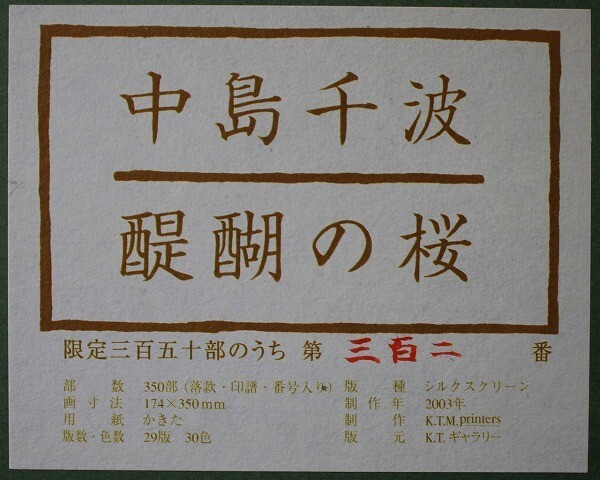 中島千波
醍醐の桜
限定三百五十部のうち 第 三百二 番
部数 350部(落款・印譜・番号入り) 版種 シルクスクリーン
画寸法 174×350mm 制作年 2003年
用紙 かきた 制作 K.T.M.printers
版数・色数 29版 30色 版元 K.T.ギャラリー